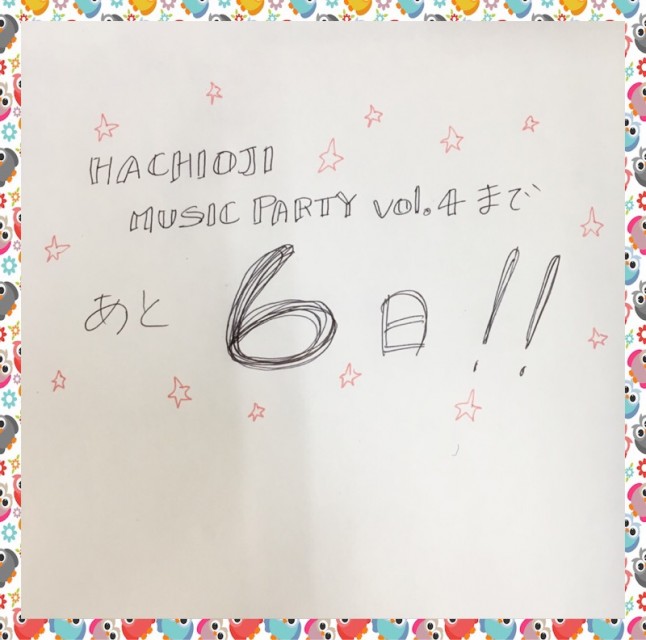 HACHIOJI
MUSIC PARTY vol.4 まで
あと 6 日!!